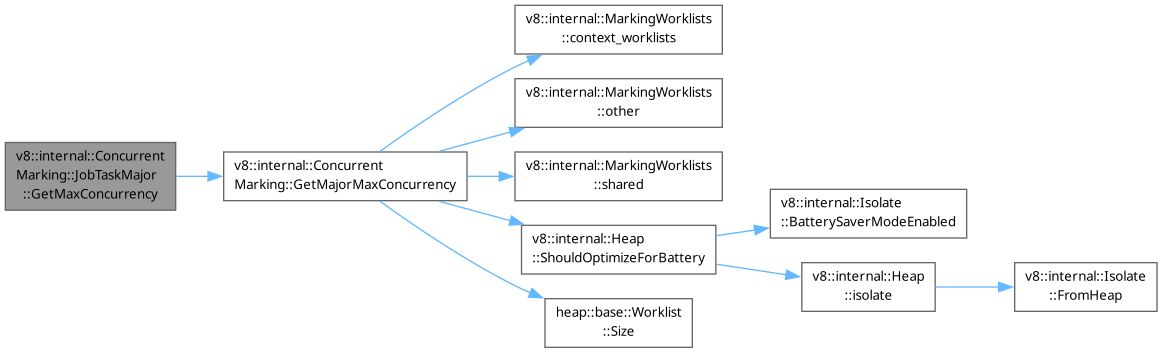 v8::internal::Concurrent
Marking::JobTaskMajor
::GetMaxConcurrency
v8::internal::Concurrent
Marking::GetMajorMaxConcurrency
v8::internal::MarkingWorklists
::context_worklists
v8::internal::MarkingWorklists
::other
v8::internal::MarkingWorklists
::shared
v8::internal::Heap
::ShouldOptimizeForBattery
heap::base::Worklist
::Size
v8::internal::Isolate
::BatterySaverModeEnabled
v8::internal::Heap
::isolate
v8::internal::Isolate
::FromHeap